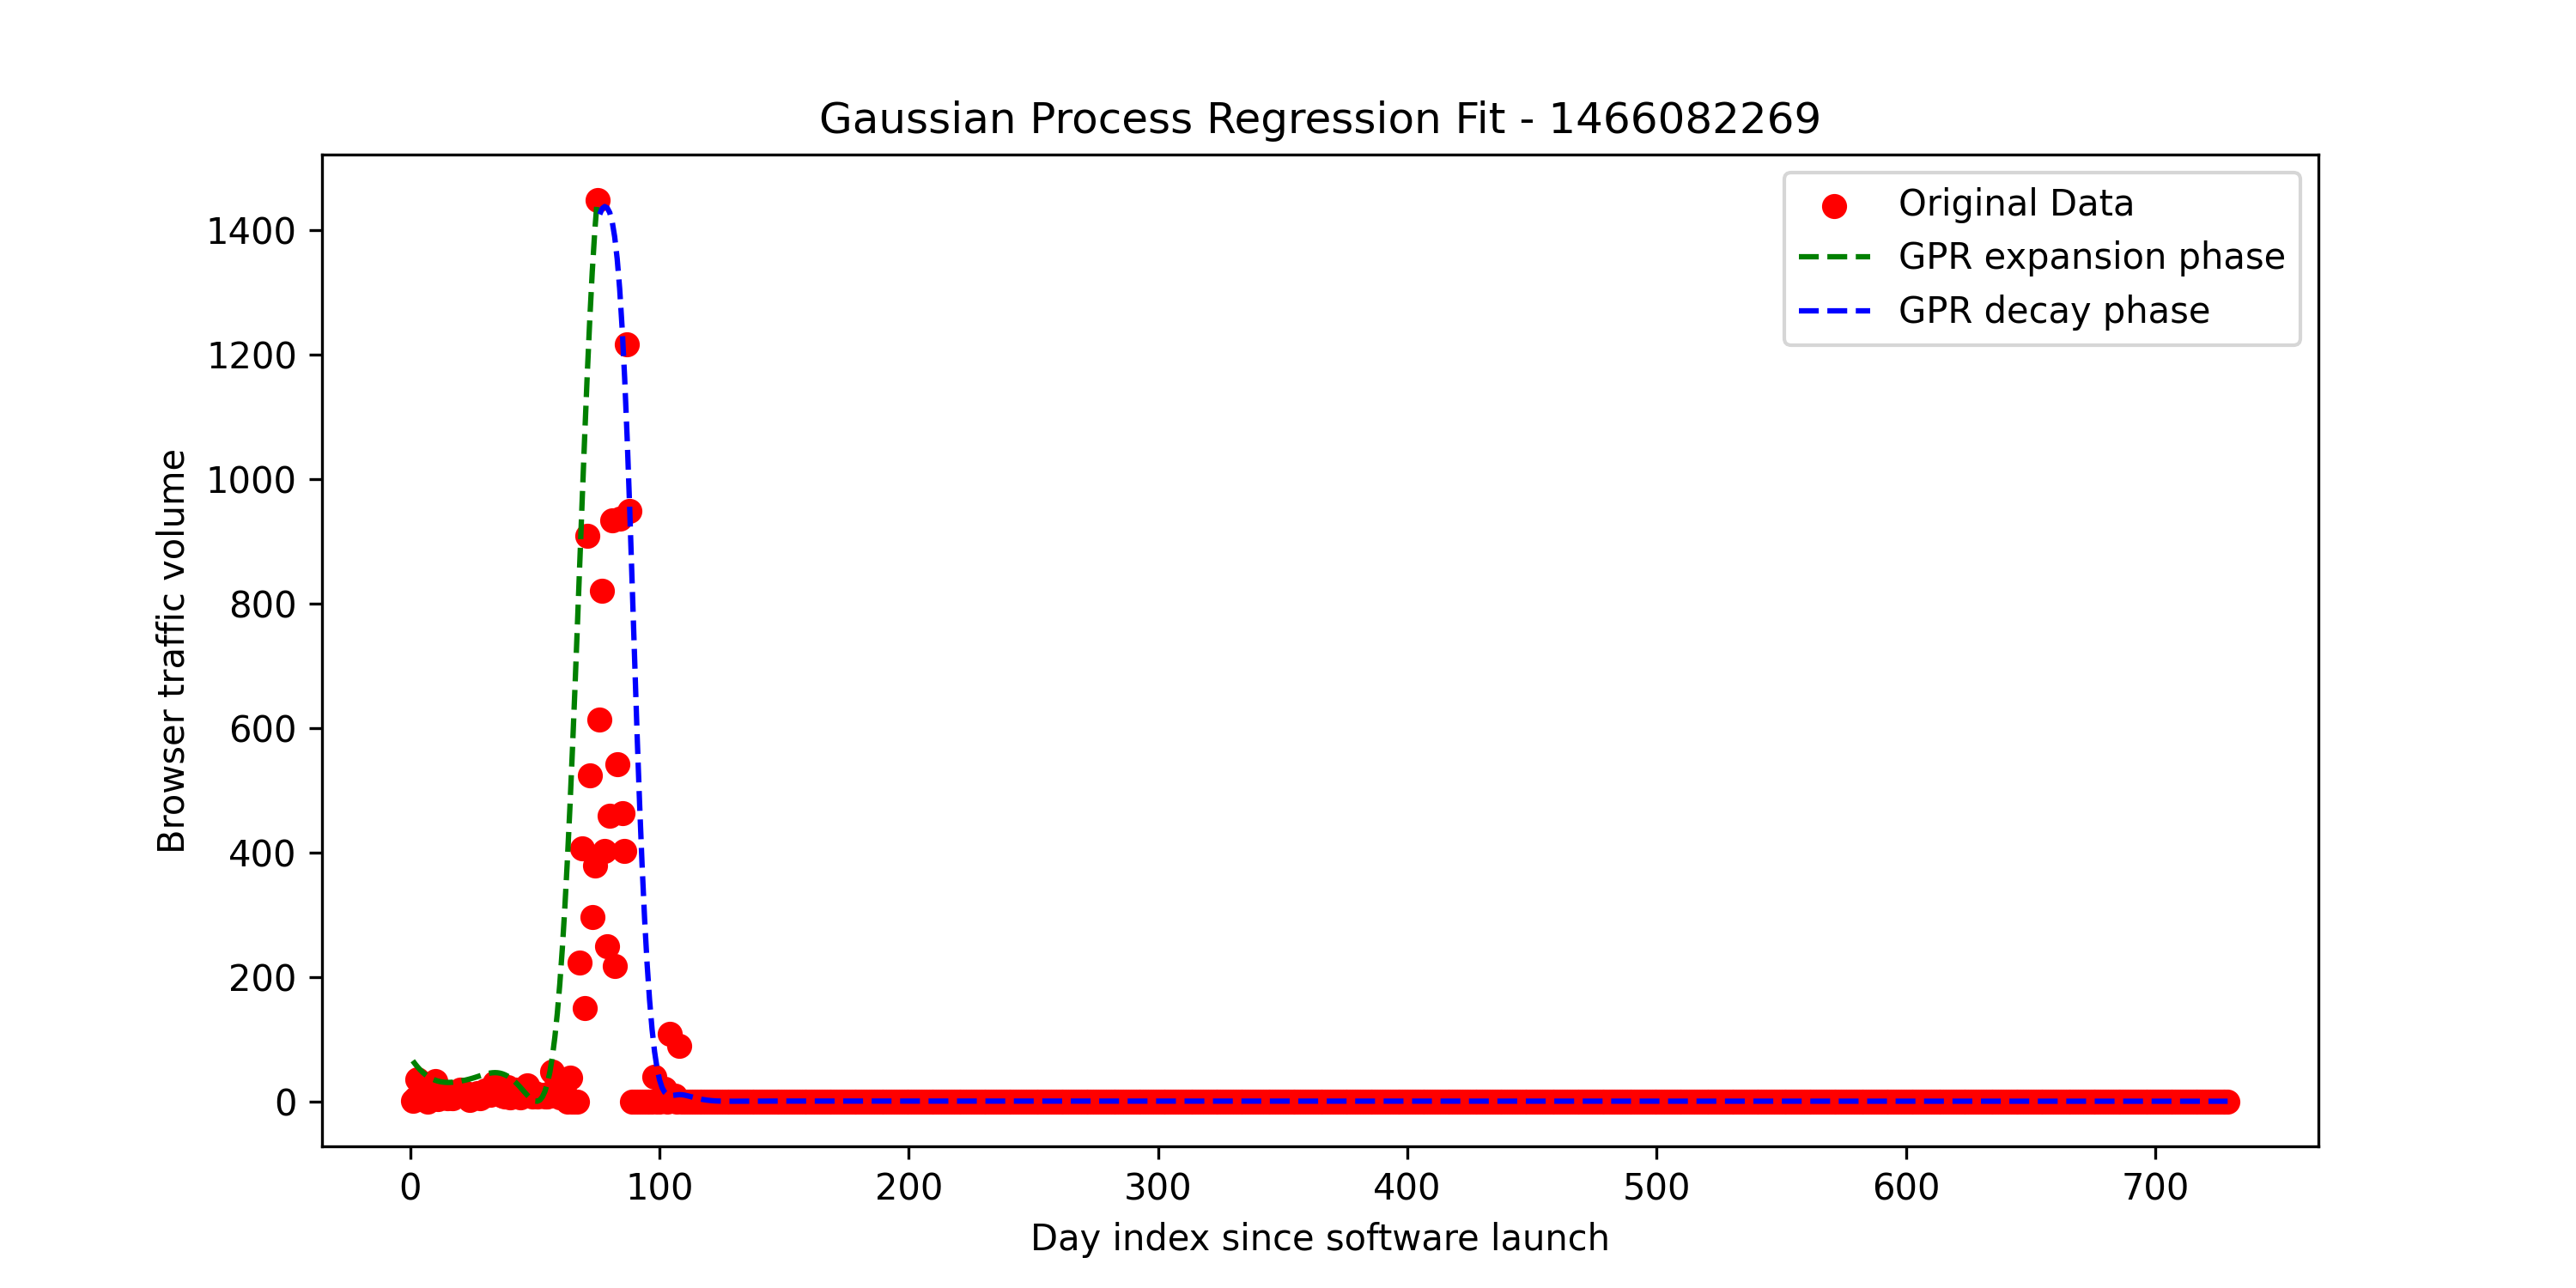 Gaussian Process Regression Fit - 1466082269
Original Data
GPR expansion phase
GPR decay phase
Browser traffic volume
1400
1200
1000
800
600
400
200
0
0 100 200 300 400 500 600 700
Day index since software launch